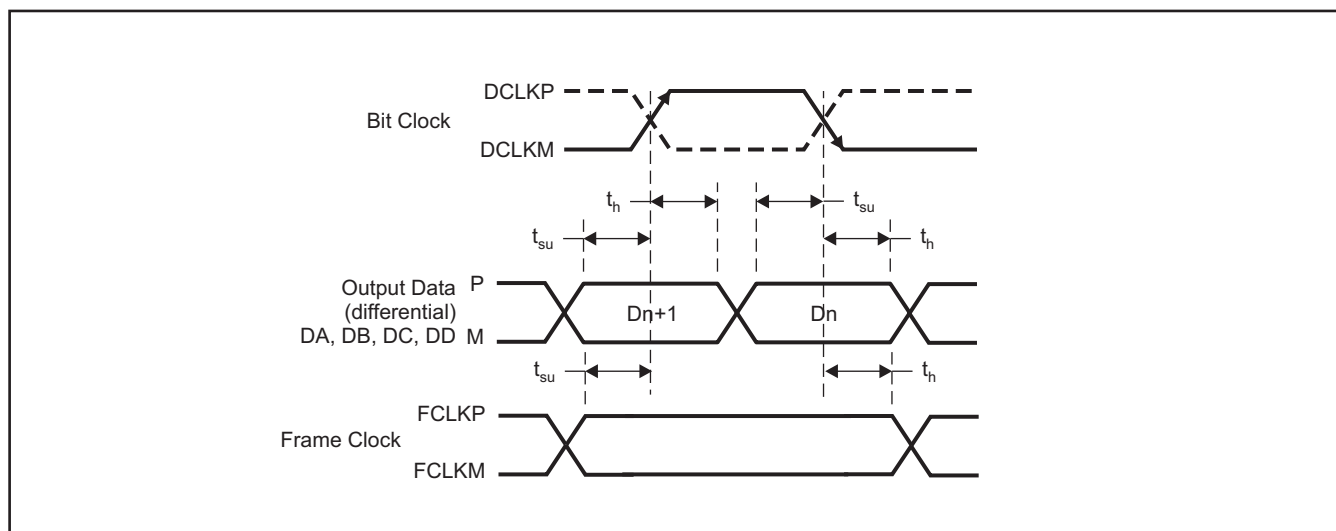 DCLKP
Bit Clock
DCLKM
t_h
t_su
t_su
t_h
Output Data P
(differential)
DA, DB, DC, DD M
Dn+1
Dn
t_su
t_h
FCLKP
Frame Clock
FCLKM